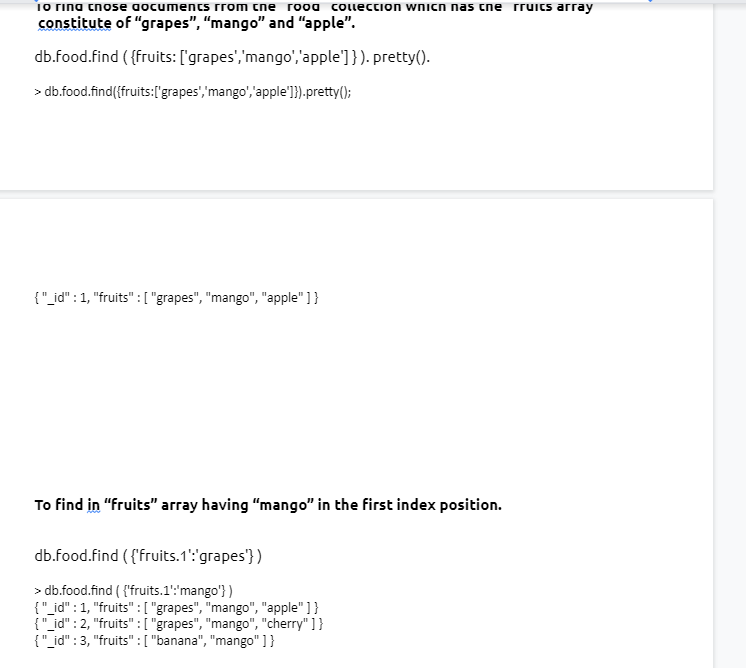 To find those documents from the "food" collection which has the "fruits array
constitute of “grapes”, “mango” and “apple”.
db.food.find ( {fruits: ['grapes','mango','apple'] } ). pretty().
> db.food.find({fruits:['grapes','mango','apple']}).pretty();
{ "_id" : 1, "fruits" : [ "grapes", "mango", "apple" ] }
To find in “fruits” array having “mango” in the first index position.
db.food.find ( {'fruits.1':'grapes'} )
> db.food.find ( {'fruits.1':'mango'} )
{ "_id" : 1, "fruits" : [ "grapes", "mango", "apple" ] }
{ "_id" : 2, "fruits" : [ "grapes", "mango", "cherry" ] }
{ "_id" : 3, "fruits" : [ "banana", "mango" ] }